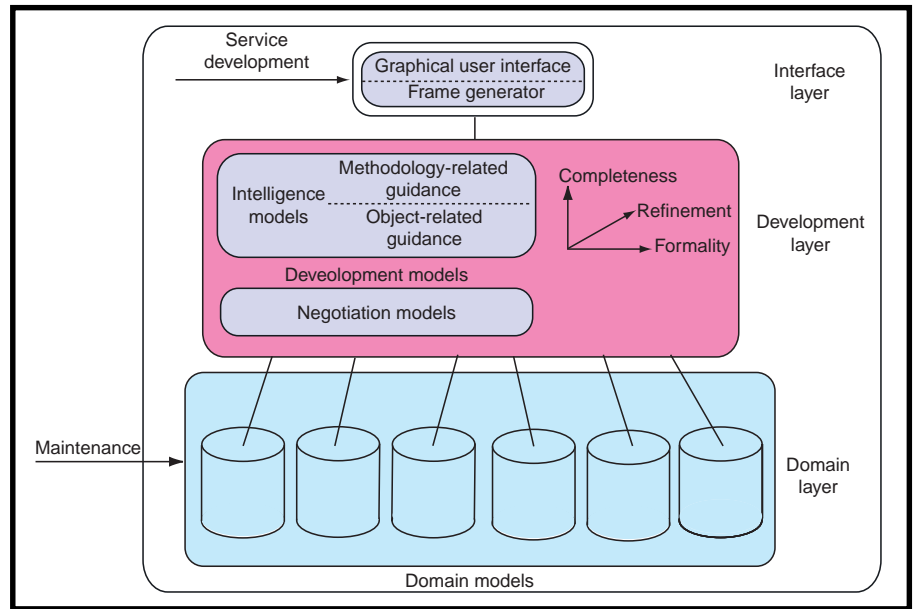 Service
development
Graphical user interface
Frame generator
Interface
layer
Intelligence
models
Methodology-related
guidance
Object-related
guidance
Completeness
Refinement
Formality
Development
layer
Deveolopment models
Negotiation models
Maintenance
Domain
layer
Domain models